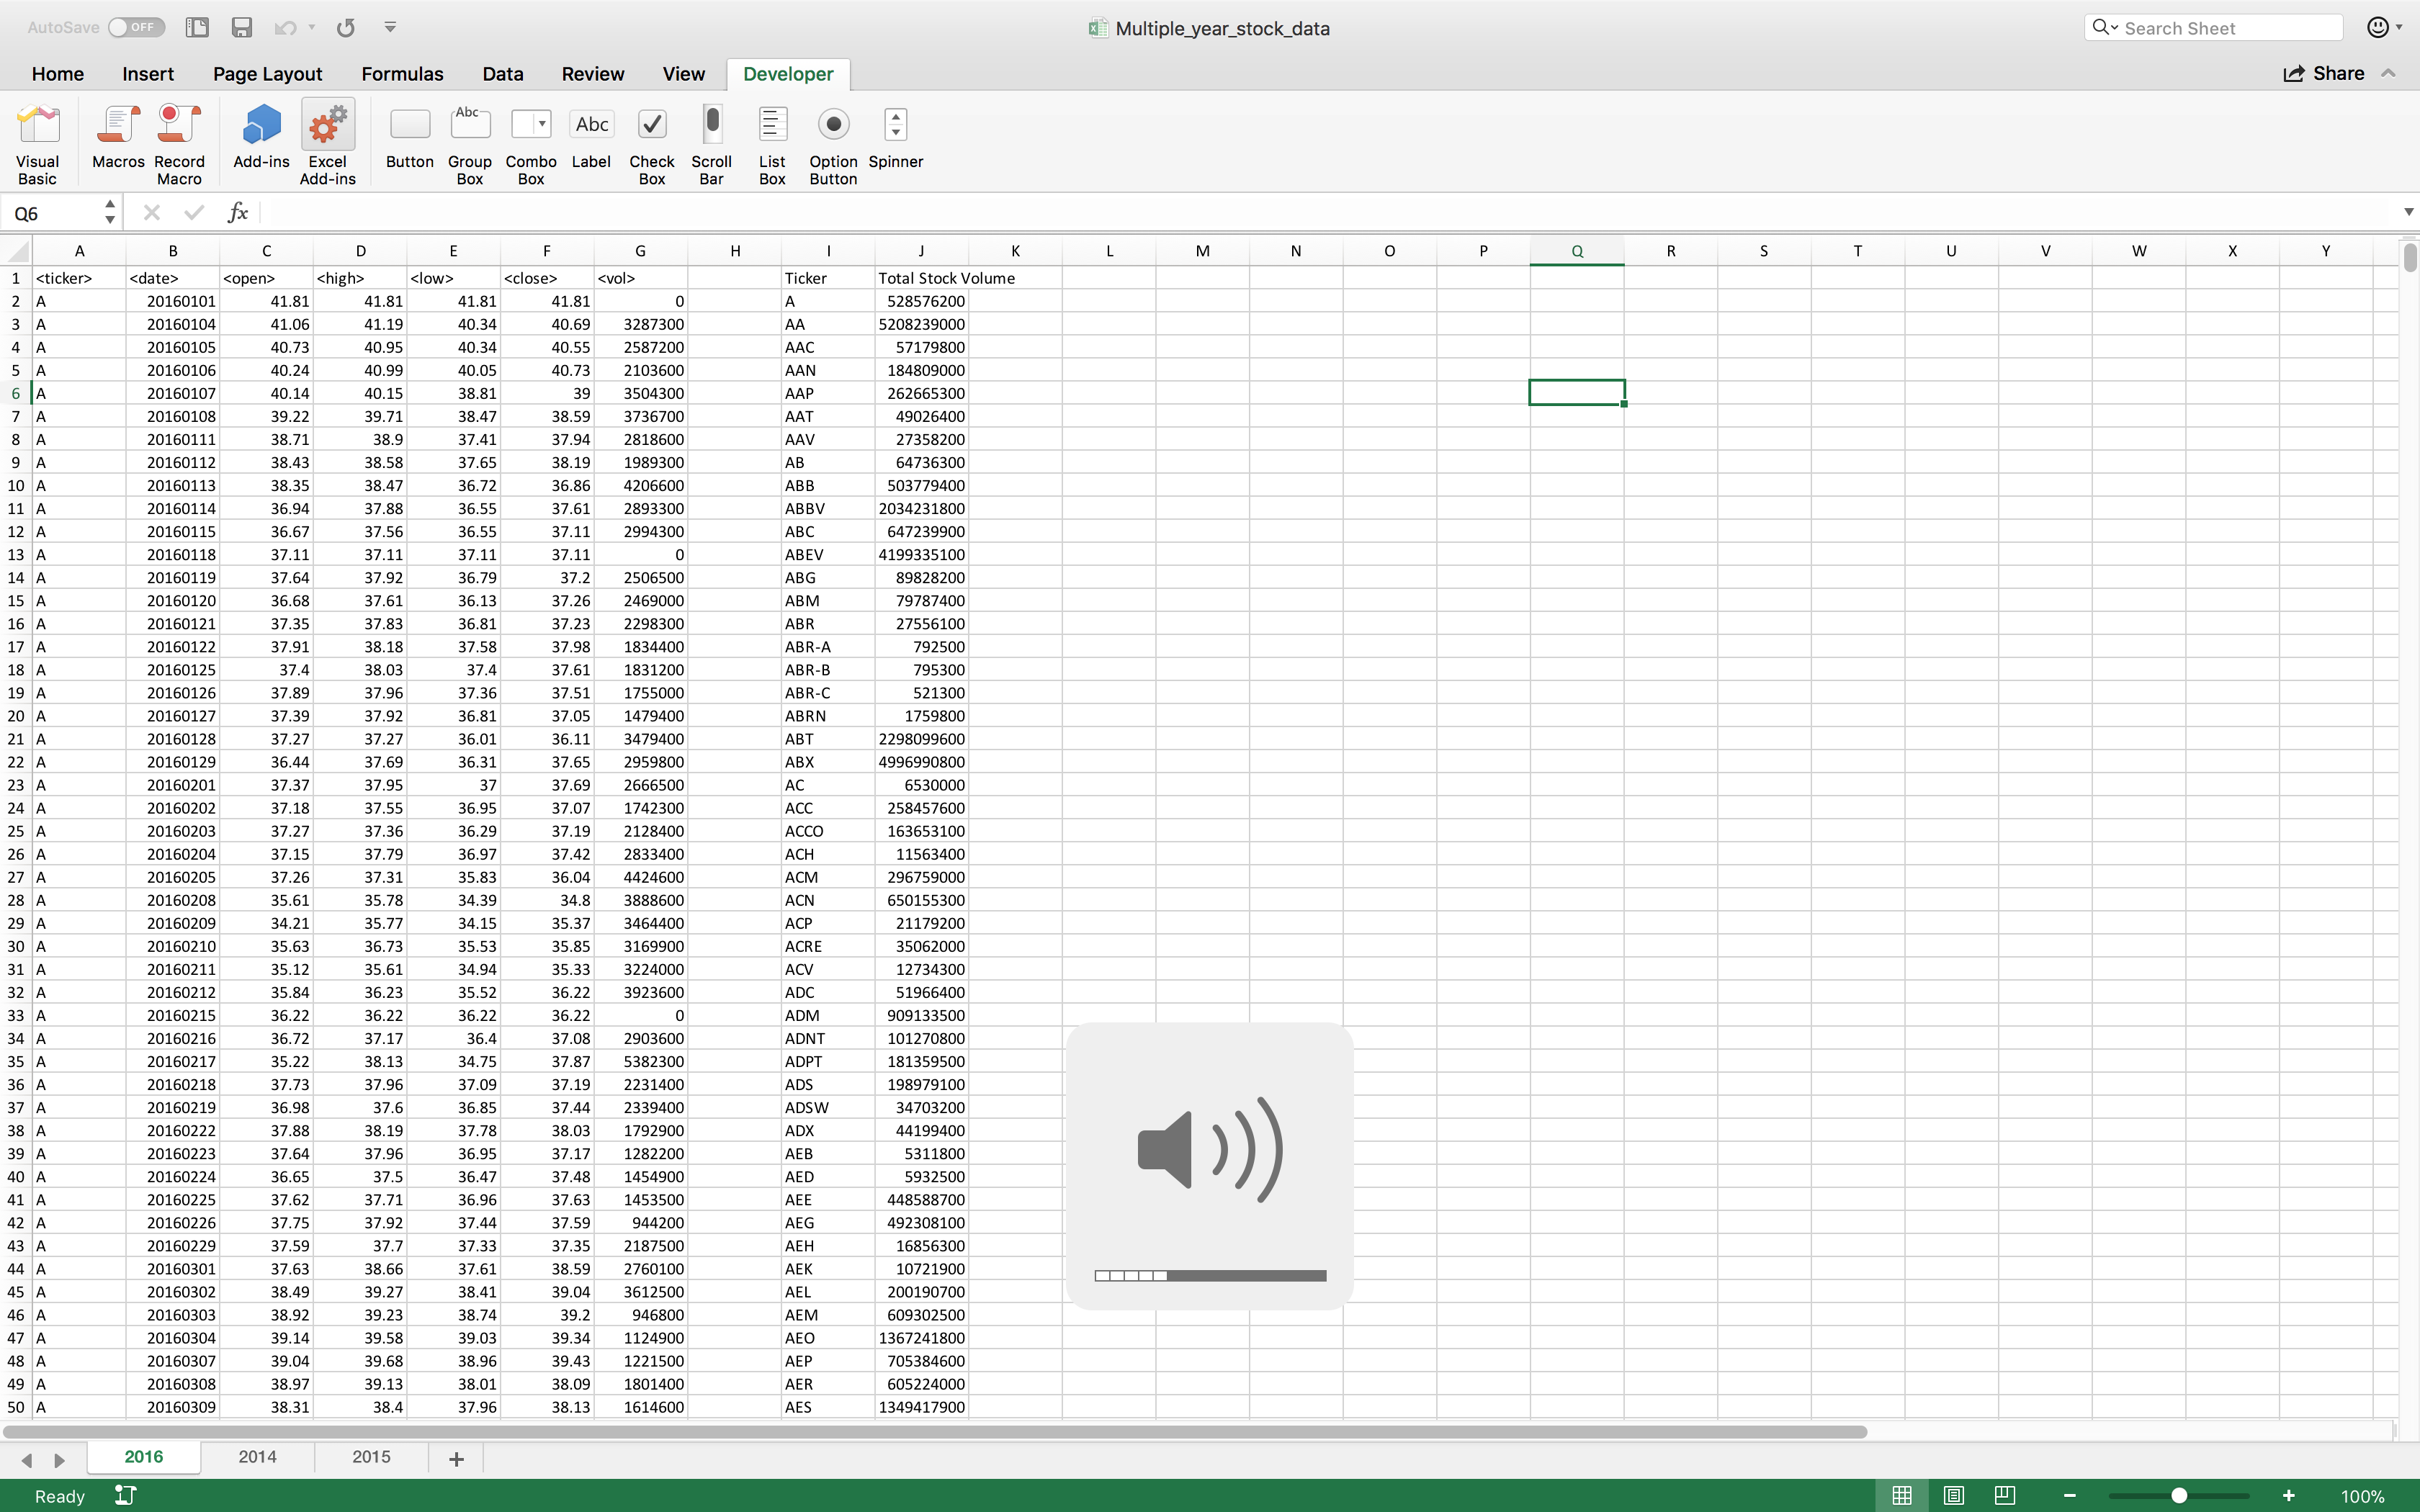 AutoSave OFF Multiple_year_stock_data Search Sheet
Home Insert Page Layout Formulas Data Review View Developer Share
Visual Basic Macros Record Macro Add-ins Excel Add-ins Button Abc Group Box Combo Box Abc Label Check Box Scroll Bar List Box Option Button Spinner
Q6 fx
A B C D E F G H I J K L M N O P Q R S T U V W X Y
1 <ticker> <date> <open> <high> <low> <close> <vol> Ticker Total Stock Volume
2 A 20160101 41.81 41.81 41.81 41.81 0 A 528576200
3 A 20160104 41.06 41.19 40.34 40.69 3287300 AA 5208239000
4 A 20160105 40.73 40.95 40.34 40.55 2587200 AAC 57179800
5 A 20160106 40.24 40.99 40.05 40.73 2103600 AAN 184809000
6 A 20160107 40.14 40.15 38.81 39 3504300 AAP 262665300
7 A 20160108 39.22 39.71 38.47 38.59 3736700 AAT 49026400
8 A 20160111 38.71 38.9 37.41 37.94 2818600 AAV 27358200
9 A 20160112 38.43 38.58 37.65 38.19 1989300 AB 64736300
10 A 20160113 38.35 38.47 36.72 36.86 4206600 ABB 503779400
11 A 20160114 36.94 37.88 36.55 37.61 2893300 ABBV 2034231800
12 A 20160115 36.67 37.56 36.55 37.11 2994300 ABC 647239900
13 A 20160118 37.11 37.11 37.11 37.11 0 ABEV 4199335100
14 A 20160119 37.64 37.92 36.79 37.2 2506500 ABG 89828200
15 A 20160120 36.68 37.61 36.13 37.26 2469000 ABM 79787400
16 A 20160121 37.35 37.83 36.81 37.23 2298300 ABR 27556100
17 A 20160122 37.91 38.18 37.58 37.98 1834400 ABR-A 792500
18 A 20160125 37.4 38.03 37.4 37.61 1831200 ABR-B 795300
19 A 20160126 37.89 37.96 37.36 37.51 1755000 ABR-C 521300
20 A 20160127 37.39 37.92 36.81 37.05 1479400 ABRN 1759800
21 A 20160128 37.27 37.27 36.01 36.11 3479400 ABT 2298099600
22 A 20160129 36.44 37.69 36.31 37.65 2959800 ABX 4996990800
23 A 20160201 37.37 37.95 37 37.69 2666500 AC 6530000
24 A 20160202 37.18 37.55 36.95 37.07 1742300 ACC 258457600
25 A 20160203 37.27 37.36 36.29 37.19 2128400 ACCO 163653100
26 A 20160204 37.15 37.79 36.97 37.42 2833400 ACH 11563400
27 A 20160205 37.26 37.31 35.83 36.04 4424600 ACM 296759000
28 A 20160208 35.61 35.78 34.39 34.8 3888600 ACN 650155300
29 A 20160209 34.21 35.77 34.15 35.37 3464400 ACP 21179200
30 A 20160210 35.63 36.73 35.53 35.85 3169900 ACRE 35062000
31 A 20160211 35.12 35.61 34.94 35.33 3224000 ACV 12734300
32 A 20160212 35.84 36.23 35.52 36.22 3923600 ADC 51966400
33 A 20160215 36.22 36.22 36.22 36.22 0 ADM 909133500
34 A 20160216 36.72 37.17 36.4 37.08 2903600 ADNT 101270800
35 A 20160217 35.22 38.13 34.75 37.87 5382300 ADPT 181359500
36 A 20160218 37.73 37.96 37.09 37.19 2231400 ADS 198979100
37 A 20160219 36.98 37.6 36.85 37.44 2339400 ADSW 34703200
38 A 20160222 37.88 38.19 37.78 38.03 1792900 ADX 44199400
39 A 20160223 37.64 37.96 36.95 37.17 1282200 AEB 5311800
40 A 20160224 36.65 37.5 36.47 37.48 1454900 AED 5932500
41 A 20160225 37.62 37.71 36.96 37.63 1453500 AEE 448588700
42 A 20160226 37.75 37.92 37.44 37.59 944200 AEG 492308100
43 A 20160229 37.59 37.7 37.33 37.35 2187500 AEH 16856300
44 A 20160301 37.63 38.66 37.61 38.59 2760100 AEK 10721900
45 A 20160302 38.49 39.27 38.41 39.04 3612500 AEL 200190700
46 A 20160303 38.92 39.23 38.74 39.2 946800 AEM 609302500
47 A 20160304 39.14 39.58 39.03 39.34 1124900 AEO 1367241800
48 A 20160307 39.04 39.68 38.96 39.43 1221500 AEP 705384600
49 A 20160308 38.97 39.13 38.01 38.09 1801400 AER 605224000
50 A 20160309 38.31 38.4 37.96 38.13 1614600 AES 1349417900
2016 2014 2015 +
Ready 100%